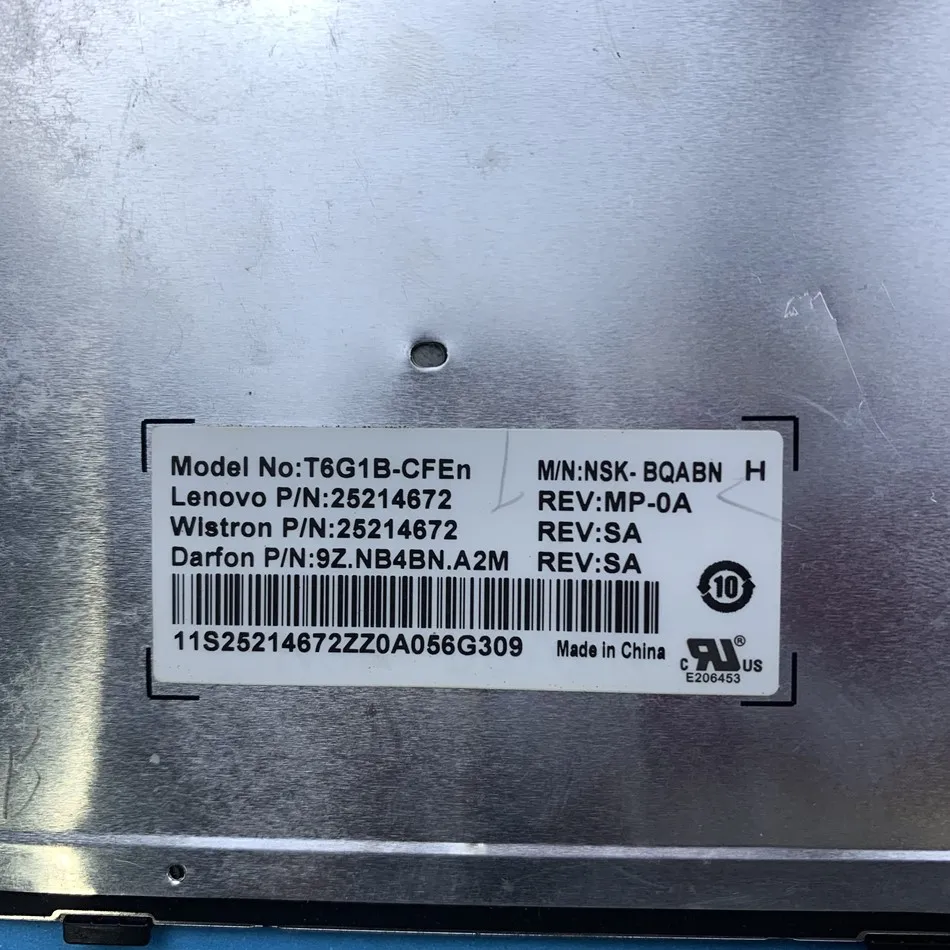 Model No:T6G1B-CFEn M/N:NSK- BQABN H
Lenovo P/N:25214672 REV:MP-0A
Wistron P/N:25214672 REV:SA
Darfon P/N:9Z.NB4BN.A2M REV:SA
10
11S25214672ZZ0A056G309 Made in China
c RU ® US
E206453